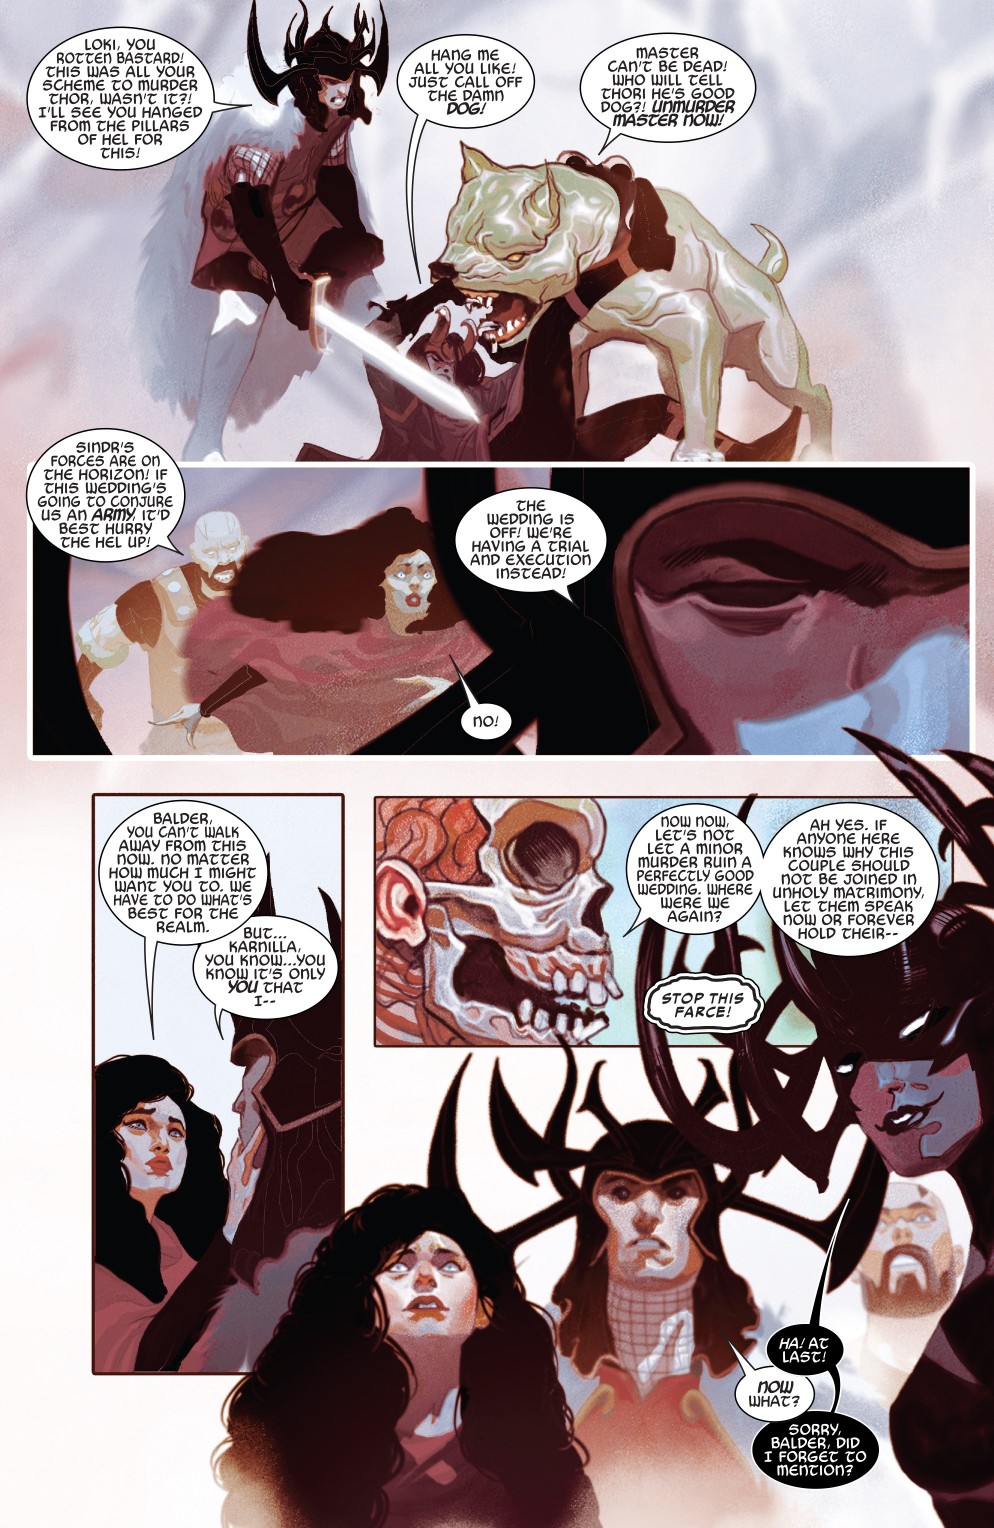 LOKI, YOU
ROTTEN BASTARD!
THIS WAS ALL YOUR
SCHEME TO MURDER
THOR, WASN'T IT?!
I'LL SEE YOU HANGED
FROM THE PILLARS
OF HEL FOR
THIS!
HANG ME
ALL YOU LIKE!
JUST CALL OFF
THE DAMN
DOG!
MASTER
CAN'T BE DEAD!
WHO WILL TELL
THORI HE'S GOOD
DOG?! UNMURDER
MASTER NOW!
SINDR'S
FORCES ARE ON
THE HORIZON! IF
THIS WEDDING'S
GOING TO CONJURE
US AN ARMY, IT'D
BEST HURRY
THE HEL UP!
THE
WEDDING IS
OFF! WE'RE
HAVING A TRIAL
AND EXECUTION
INSTEAD!
NO!
BALDER,
YOU CAN'T WALK
AWAY FROM THIS
NOW. NO MATTER
HOW MUCH I MIGHT
WANT YOU TO. WE
HAVE TO DO WHAT'S
BEST FOR THE
REALM.
BUT...
KARNILLA,
YOU KNOW...YOU
KNOW IT'S ONLY
YOU THAT
I--
NOW NOW,
LET'S NOT
LET A MINOR
MURDER RUIN A
PERFECTLY GOOD
WEDDING. WHERE
WERE WE
AGAIN?
AH YES. IF
ANYONE HERE
KNOWS WHY THIS
COUPLE SHOULD
NOT BE JOINED IN
UNHOLY MATRIMONY,
LET THEM SPEAK
NOW OR FOREVER
HOLD THEIR--
STOP THIS
FARCE!
HA! AT
LAST!
NOW
WHAT?
SORRY,
BALDER, DID
I FORGET TO
MENTION?